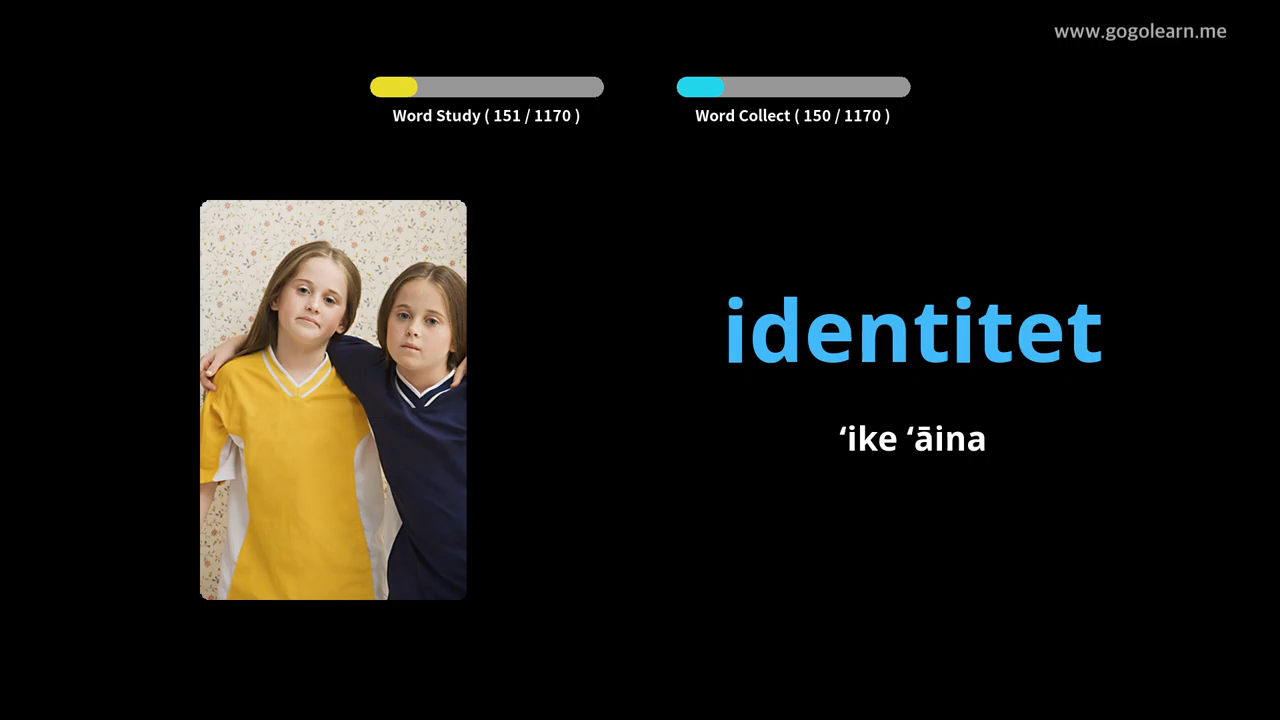 www.gogolearn.me
Word Study ( 151 / 1170 )
Word Collect ( 150 / 1170 )
identitet
ʻike ʻāina